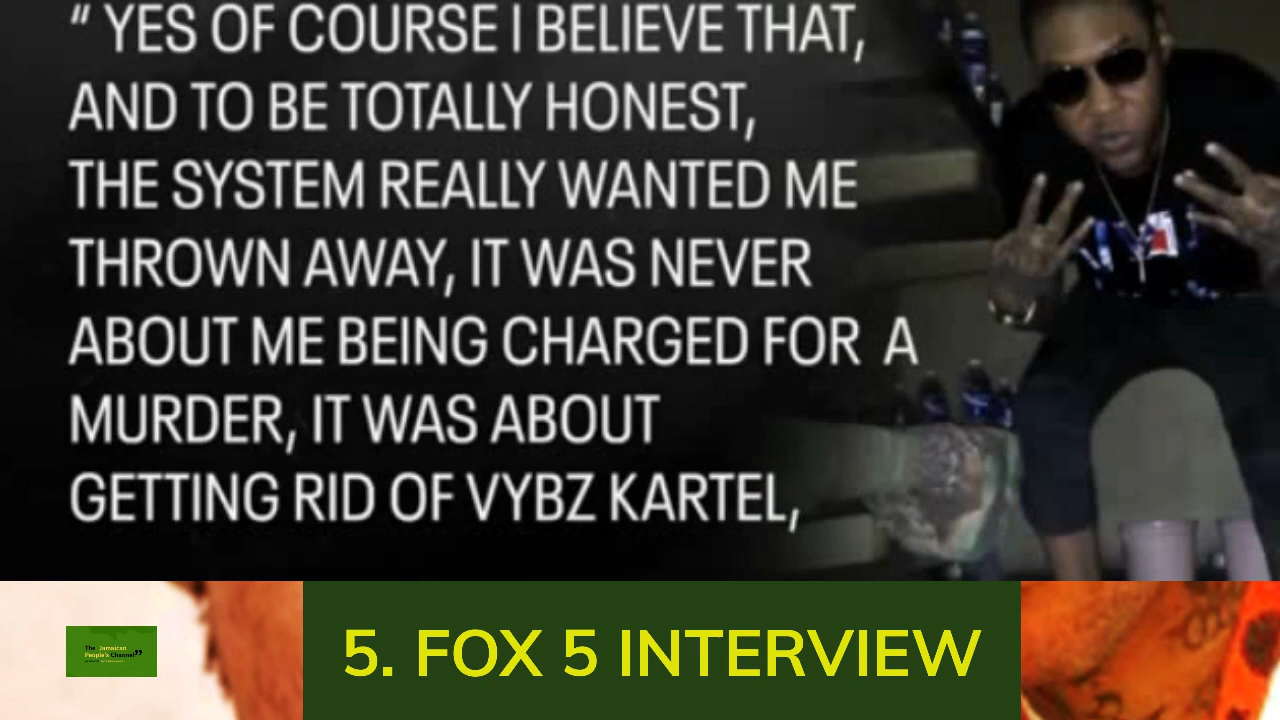 “ YES OF COURSE I BELIEVE THAT,
AND TO BE TOTALLY HONEST,
THE SYSTEM REALLY WANTED ME
THROWN AWAY, IT WAS NEVER
ABOUT ME BEING CHARGED FOR A
MURDER, IT WAS ABOUT
GETTING RID OF VYBZ KARTEL,
5. FOX 5 INTERVIEW
The Jamaican
People's Channel”